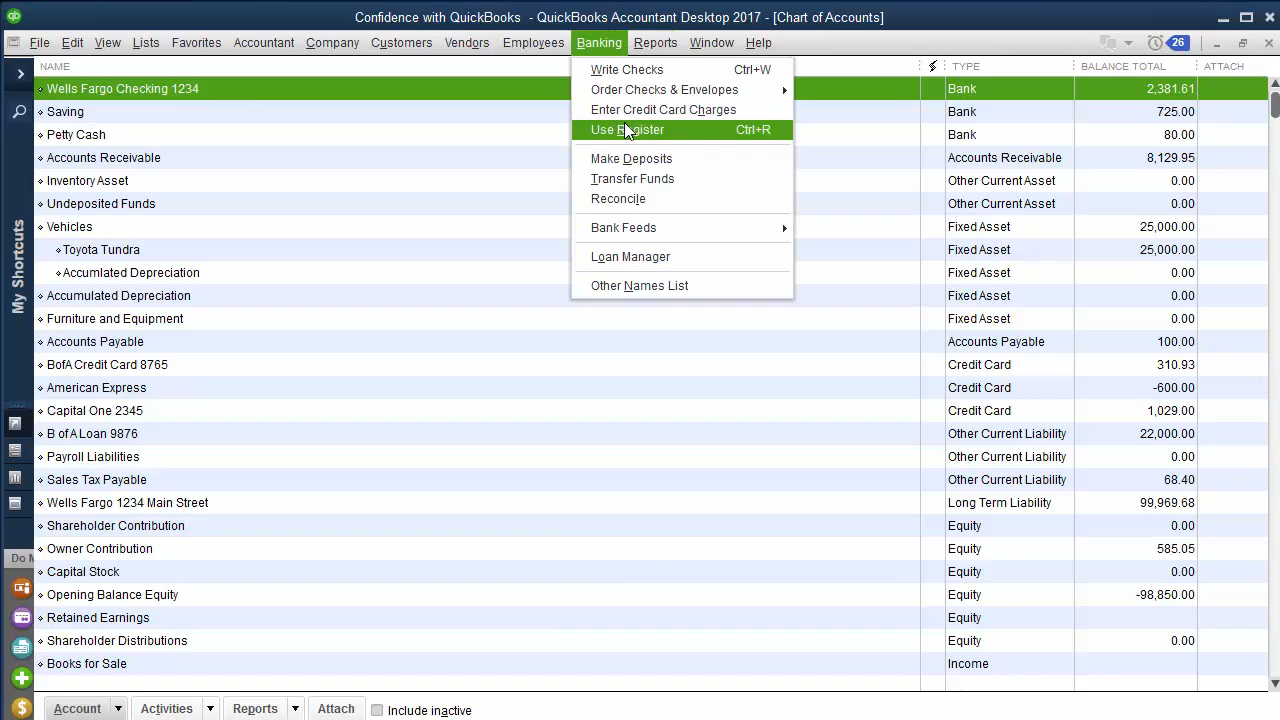 Confidence with QuickBooks - QuickBooks Accountant Desktop 2017 - [Chart of Accounts]
File Edit View Lists Favorites Accountant Company Customers Vendors Employees Banking Reports Window Help 26
NAME TYPE BALANCE TOTAL ATTACH
Write Checks Ctrl+W
Order Checks & Envelopes
Enter Credit Card Charges
Use Register Ctrl+R
Make Deposits
Transfer Funds
Reconcile
Bank Feeds
Loan Manager
Other Names List
Wells Fargo Checking 1234 Bank 2,381.61
Saving Bank 725.00
Petty Cash Bank 80.00
Accounts Receivable Accounts Receivable 8,129.95
Inventory Asset Other Current Asset 0.00
Undeposited Funds Other Current Asset 0.00
Vehicles Fixed Asset 25,000.00
Toyota Tundra Fixed Asset 25,000.00
Accumlated Depreciation Fixed Asset 0.00
Accumulated Depreciation Fixed Asset 0.00
Furniture and Equipment Fixed Asset 0.00
Accounts Payable Accounts Payable 100.00
BofA Credit Card 8765 Credit Card 310.93
American Express Credit Card -600.00
Capital One 2345 Credit Card 1,029.00
B of A Loan 9876 Other Current Liability 22,000.00
Payroll Liabilities Other Current Liability 0.00
Sales Tax Payable Other Current Liability 68.40
Wells Fargo 1234 Main Street Long Term Liability 99,969.68
Shareholder Contribution Equity 0.00
Owner Contribution Equity 585.05
Capital Stock Equity 0.00
Opening Balance Equity Equity -98,850.00
Retained Earnings Equity
Shareholder Distributions Equity 0.00
Books for Sale Income
My Shortcuts
Do M
Account Activities Reports Attach Include inactive